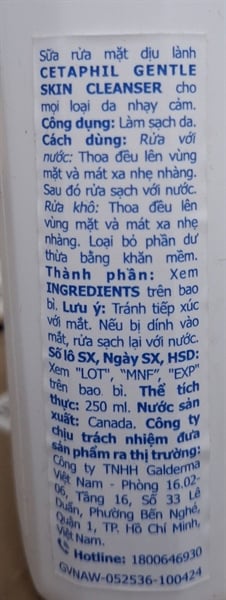 Sữa rửa mặt dịu lành
CETAPHIL GENTLE
SKIN CLEANSER cho
mọi loại da nhạy cảm.
Công dụng: Làm sạch da.
Cách dùng: Rửa với
nước: Thoa đều lên vùng
mặt và mát xa nhẹ nhàng.
Sau đó rửa sạch với nước.
Rửa khô: Thoa đều lên
vùng mặt và mát xa nhẹ
nhàng. Loại bỏ phần dư
thừa bằng khăn mềm.
Thành phần: Xem
INGREDIENTS trên bao
bì. Lưu ý: Tránh tiếp xúc
với mắt. Nếu bị dính vào
mắt, rửa sạch lại với nước.
Số lô SX, Ngày SX, HSD:
Xem "LOT", "MNF", "EXP"
trên bao bì. Thể tích
thực: 250 ml. Nước sản
xuất: Canada. Công ty
chịu trách nhiệm đưa
sản phẩm ra thị trường:
Công ty TNHH Galderma
Việt Nam - Phòng 16.02-
06, Tầng 16, Số 33 Lê
Duẩn, Phường Bến Nghé,
Quận 1, TP. Hồ Chí Minh,
Việt Nam.
Hotline: 1800646930
GVNAW-052536-100424